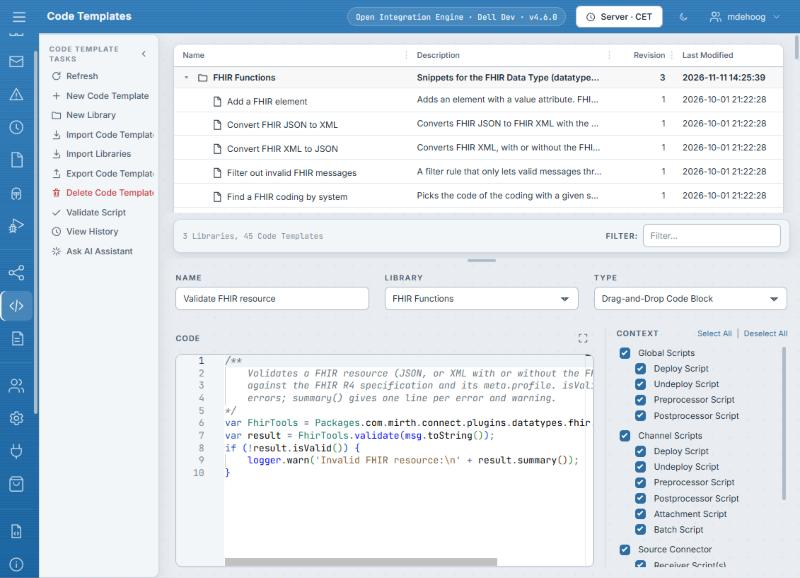 Code Templates
Open Integration Engine · Dell Dev · v4.6.0
Server · CET
mdehoog
CODE TEMPLATE TASKS
Refresh
New Code Template
New Library
Import Code Templat
Import Libraries
Export Code Templat
Delete Code Templat
Validate Script
View History
Ask AI Assistant
Name Description Revision Last Modified
FHIR Functions Snippets for the FHIR Data Type (datatype... 3 2026-11-11 14:25:39
Add a FHIR element Adds an element with a value attribute. FHI... 1 2026-10-01 21:22:28
Convert FHIR JSON to XML Converts FHIR JSON to FHIR XML with the ... 1 2026-10-01 21:22:28
Convert FHIR XML to JSON Converts FHIR XML, with or without the FHI... 1 2026-10-01 21:22:28
Filter out invalid FHIR messages A filter rule that only lets valid messages thr... 1 2026-10-01 21:22:28
Find a FHIR coding by system Picks the code of the coding with a given s... 1 2026-10-01 21:22:28
3 Libraries, 45 Code Templates
FILTER: Filter...
NAME LIBRARY TYPE
Validate FHIR resource FHIR Functions Drag-and-Drop Code Block
CODE
1 /**
2 Validates a FHIR resource (JSON, or XML with or without the FH
3 against the FHIR R4 specification and its meta.profile. isVali
4 errors; summary() gives one line per error and warning.
5 */
6 var FhirTools = Packages.com.mirth.connect.plugins.datatypes.fhir
7 var result = FhirTools.validate(msg.toString());
8 if (!result.isValid()) {
9 logger.warn('Invalid FHIR resource:\n' + result.summary());
10 }
CONTEXT Select All | Deselect All
Global Scripts
Deploy Script
Undeploy Script
Preprocessor Script
Postprocessor Script
Channel Scripts
Deploy Script
Undeploy Script
Preprocessor Script
Postprocessor Script
Attachment Script
Batch Script
Source Connector
Receiver Script(s)